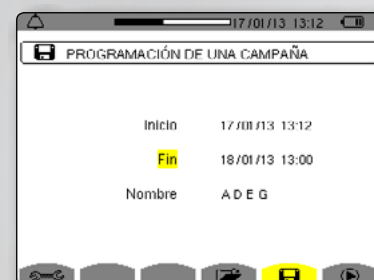 17/01/13 13:12
PROGRAMACIÓN DE UNA CAMPAÑA
Inicio 17/01/13 13:12
Fin 18/01/13 13:00
Nombre A D E G